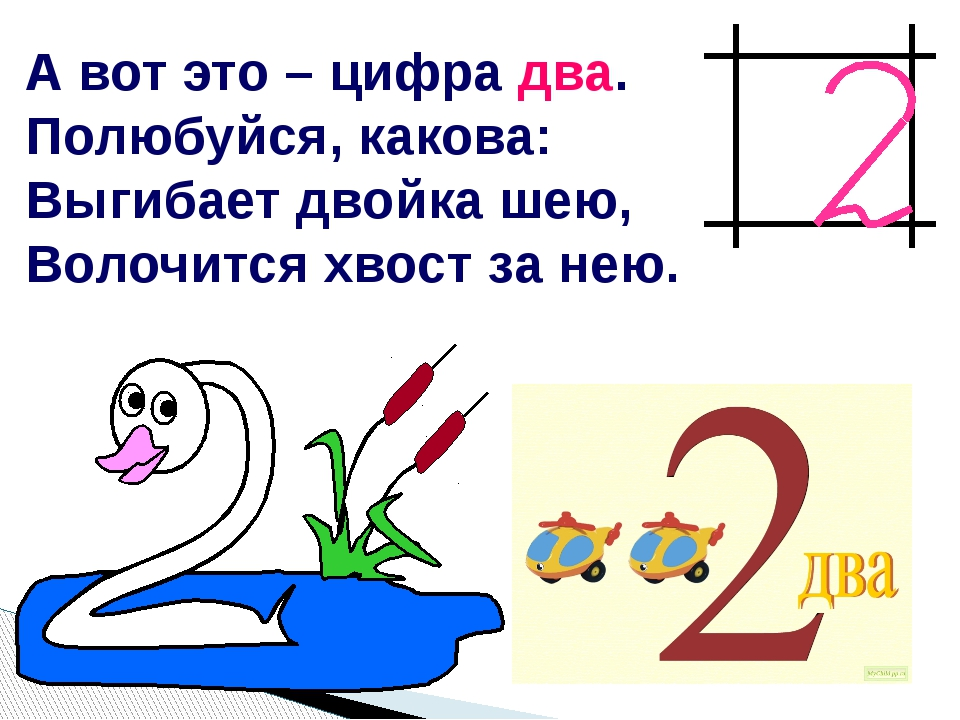 А вот это – цифра два.
Полюбуйся, какова:
Выгибает двойка шею,
Волочится хвост за нею.
2
2
два